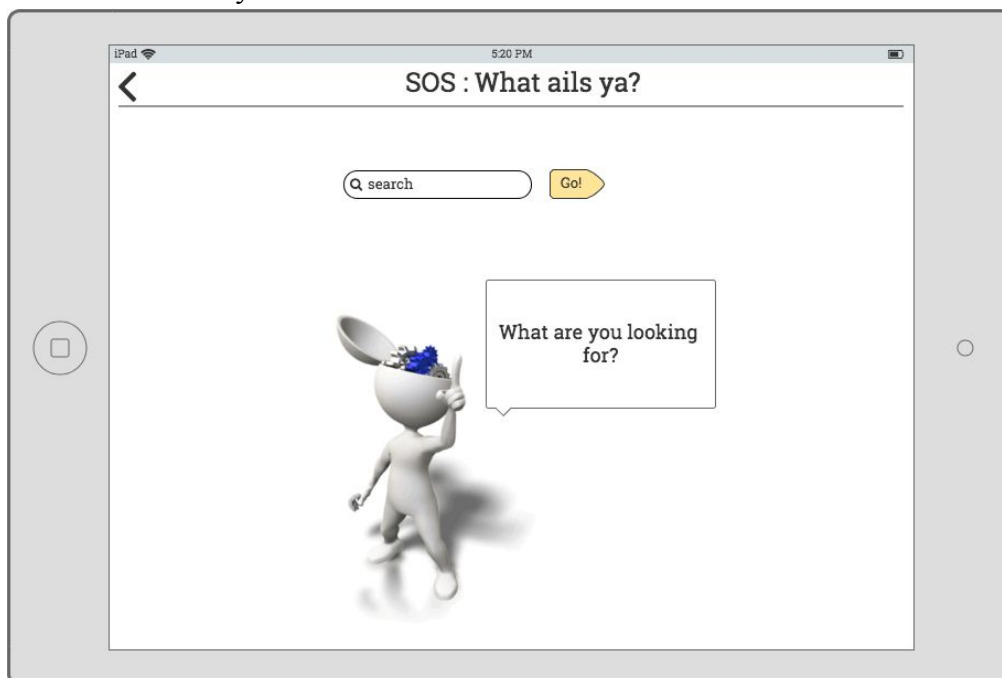 iPad 5:20 PM
SOS : What ails ya?
search Go!
What are you looking
for?